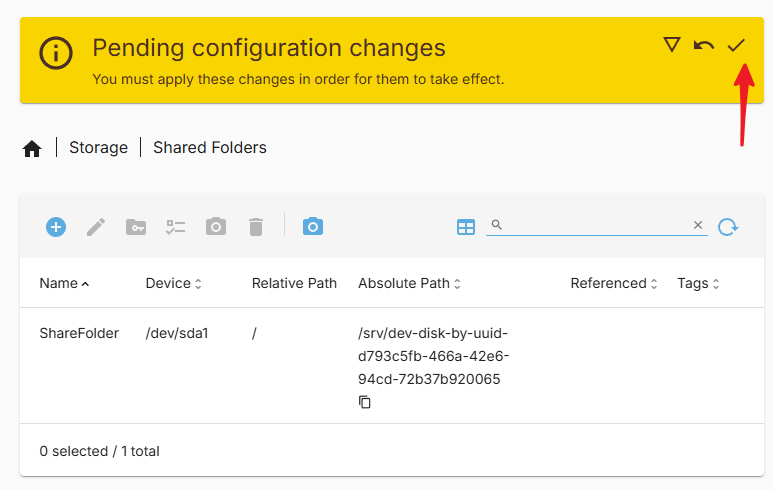 Pending configuration changes
You must apply these changes in order for them to take effect.
Storage | Shared Folders
Name Device Relative Path Absolute Path Referenced Tags
ShareFolder /dev/sda1 / /srv/dev-disk-by-uuid-
d793c5fb-466a-42e6-
94cd-72b37b920065
0 selected / 1 total